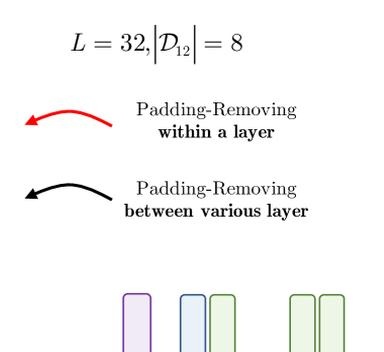 L = 32,|𝒟₁₂| = 8
Padding-Removing
within a layer
Padding-Removing
between various layer